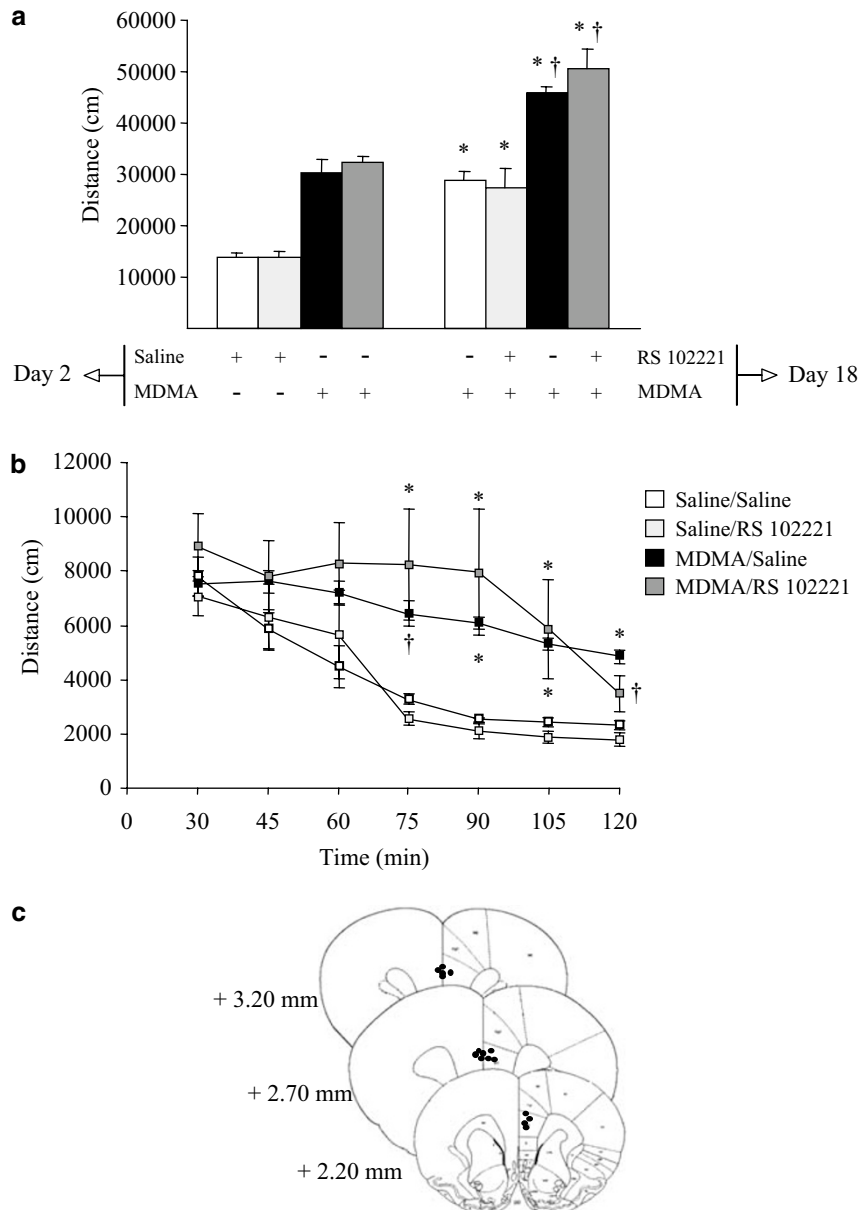 a
60000
50000
40000
30000
20000
10000
Distance (cm)
* * * † * †
Day 2
Saline + + - - - + - + RS 102221
MDMA - - + + + + + + MDMA
Day 18
b
12000
10000
8000
6000
4000
2000
0
Distance (cm)
* * * *
† * * †
0 30 45 60 75 90 105 120
Time (min)
Saline/Saline
Saline/RS 102221
MDMA/Saline
MDMA/RS 102221
c
+ 3.20 mm
+ 2.70 mm
+ 2.20 mm